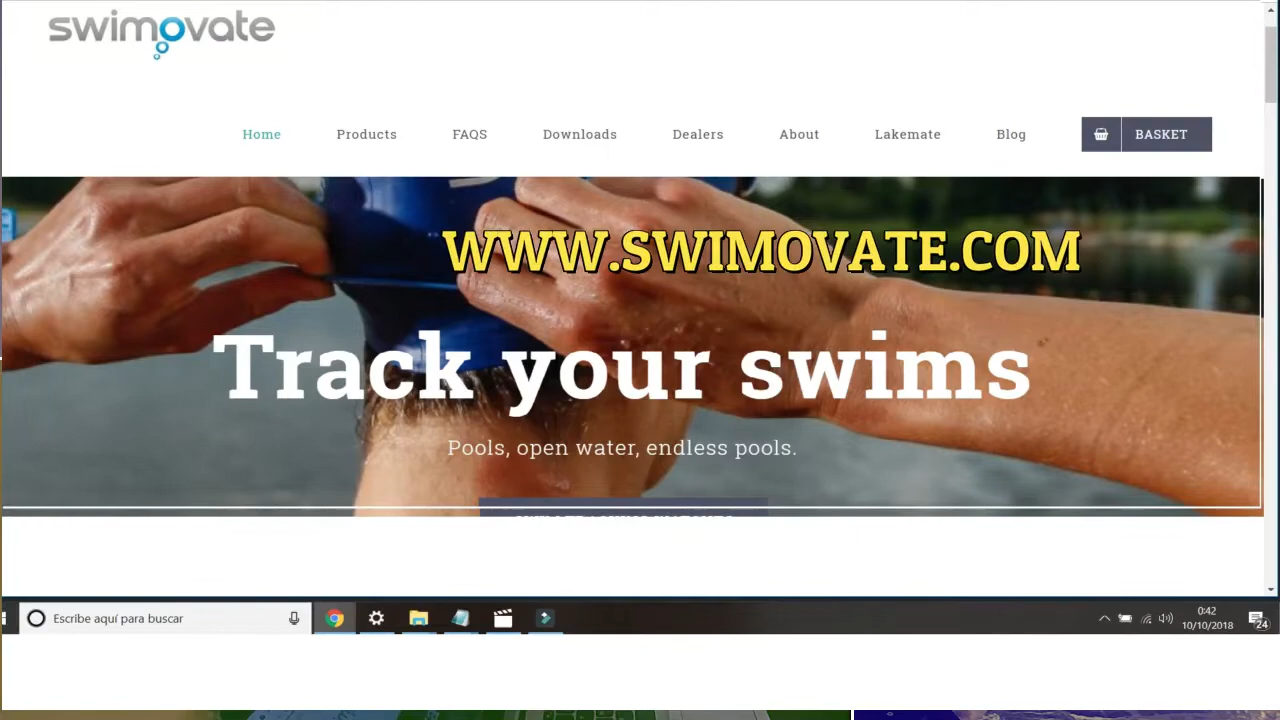 swimovate
Home Products FAQS Downloads Dealers About Lakemate Blog BASKET
WWW.SWIMOVATE.COM
Track your swims
Pools, open water, endless pools.
Escribe aquí para buscar
0:42
10/10/2018
24